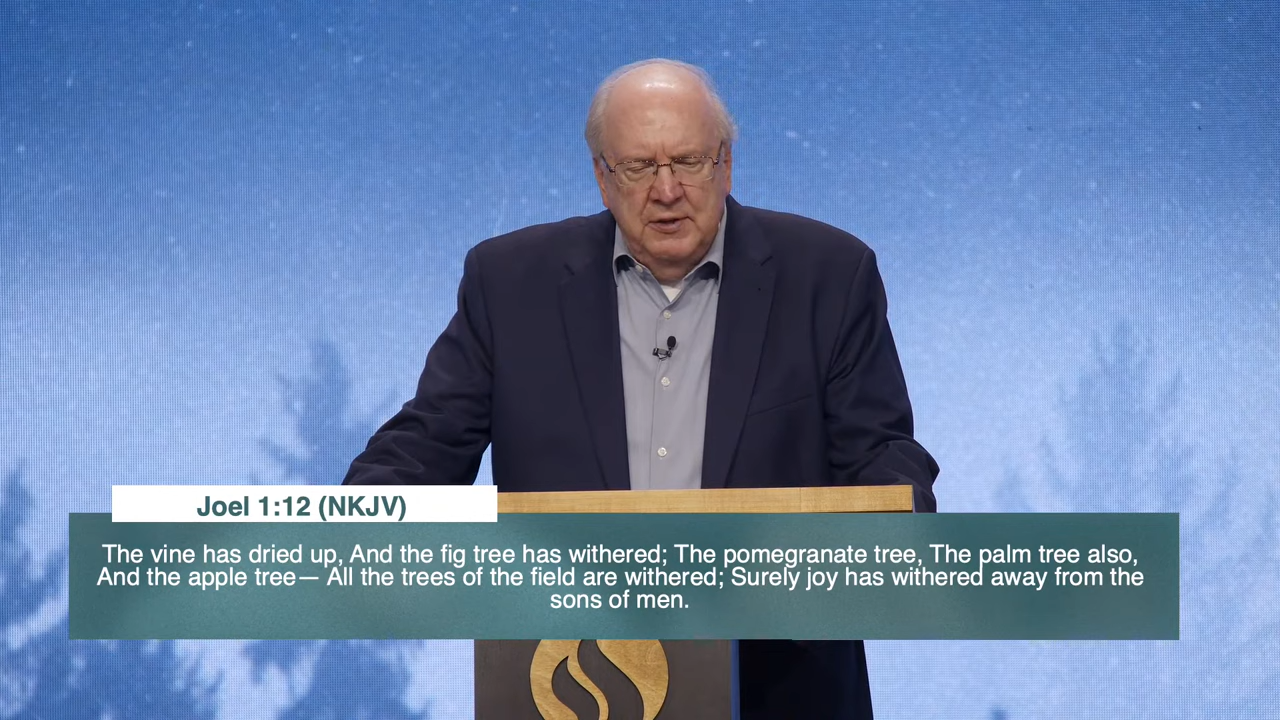 Joel 1:12 (NKJV)
The vine has dried up, And the fig tree has withered; The pomegranate tree, The palm tree also,
And the apple tree— All the trees of the field are withered; Surely joy has withered away from the
sons of men.